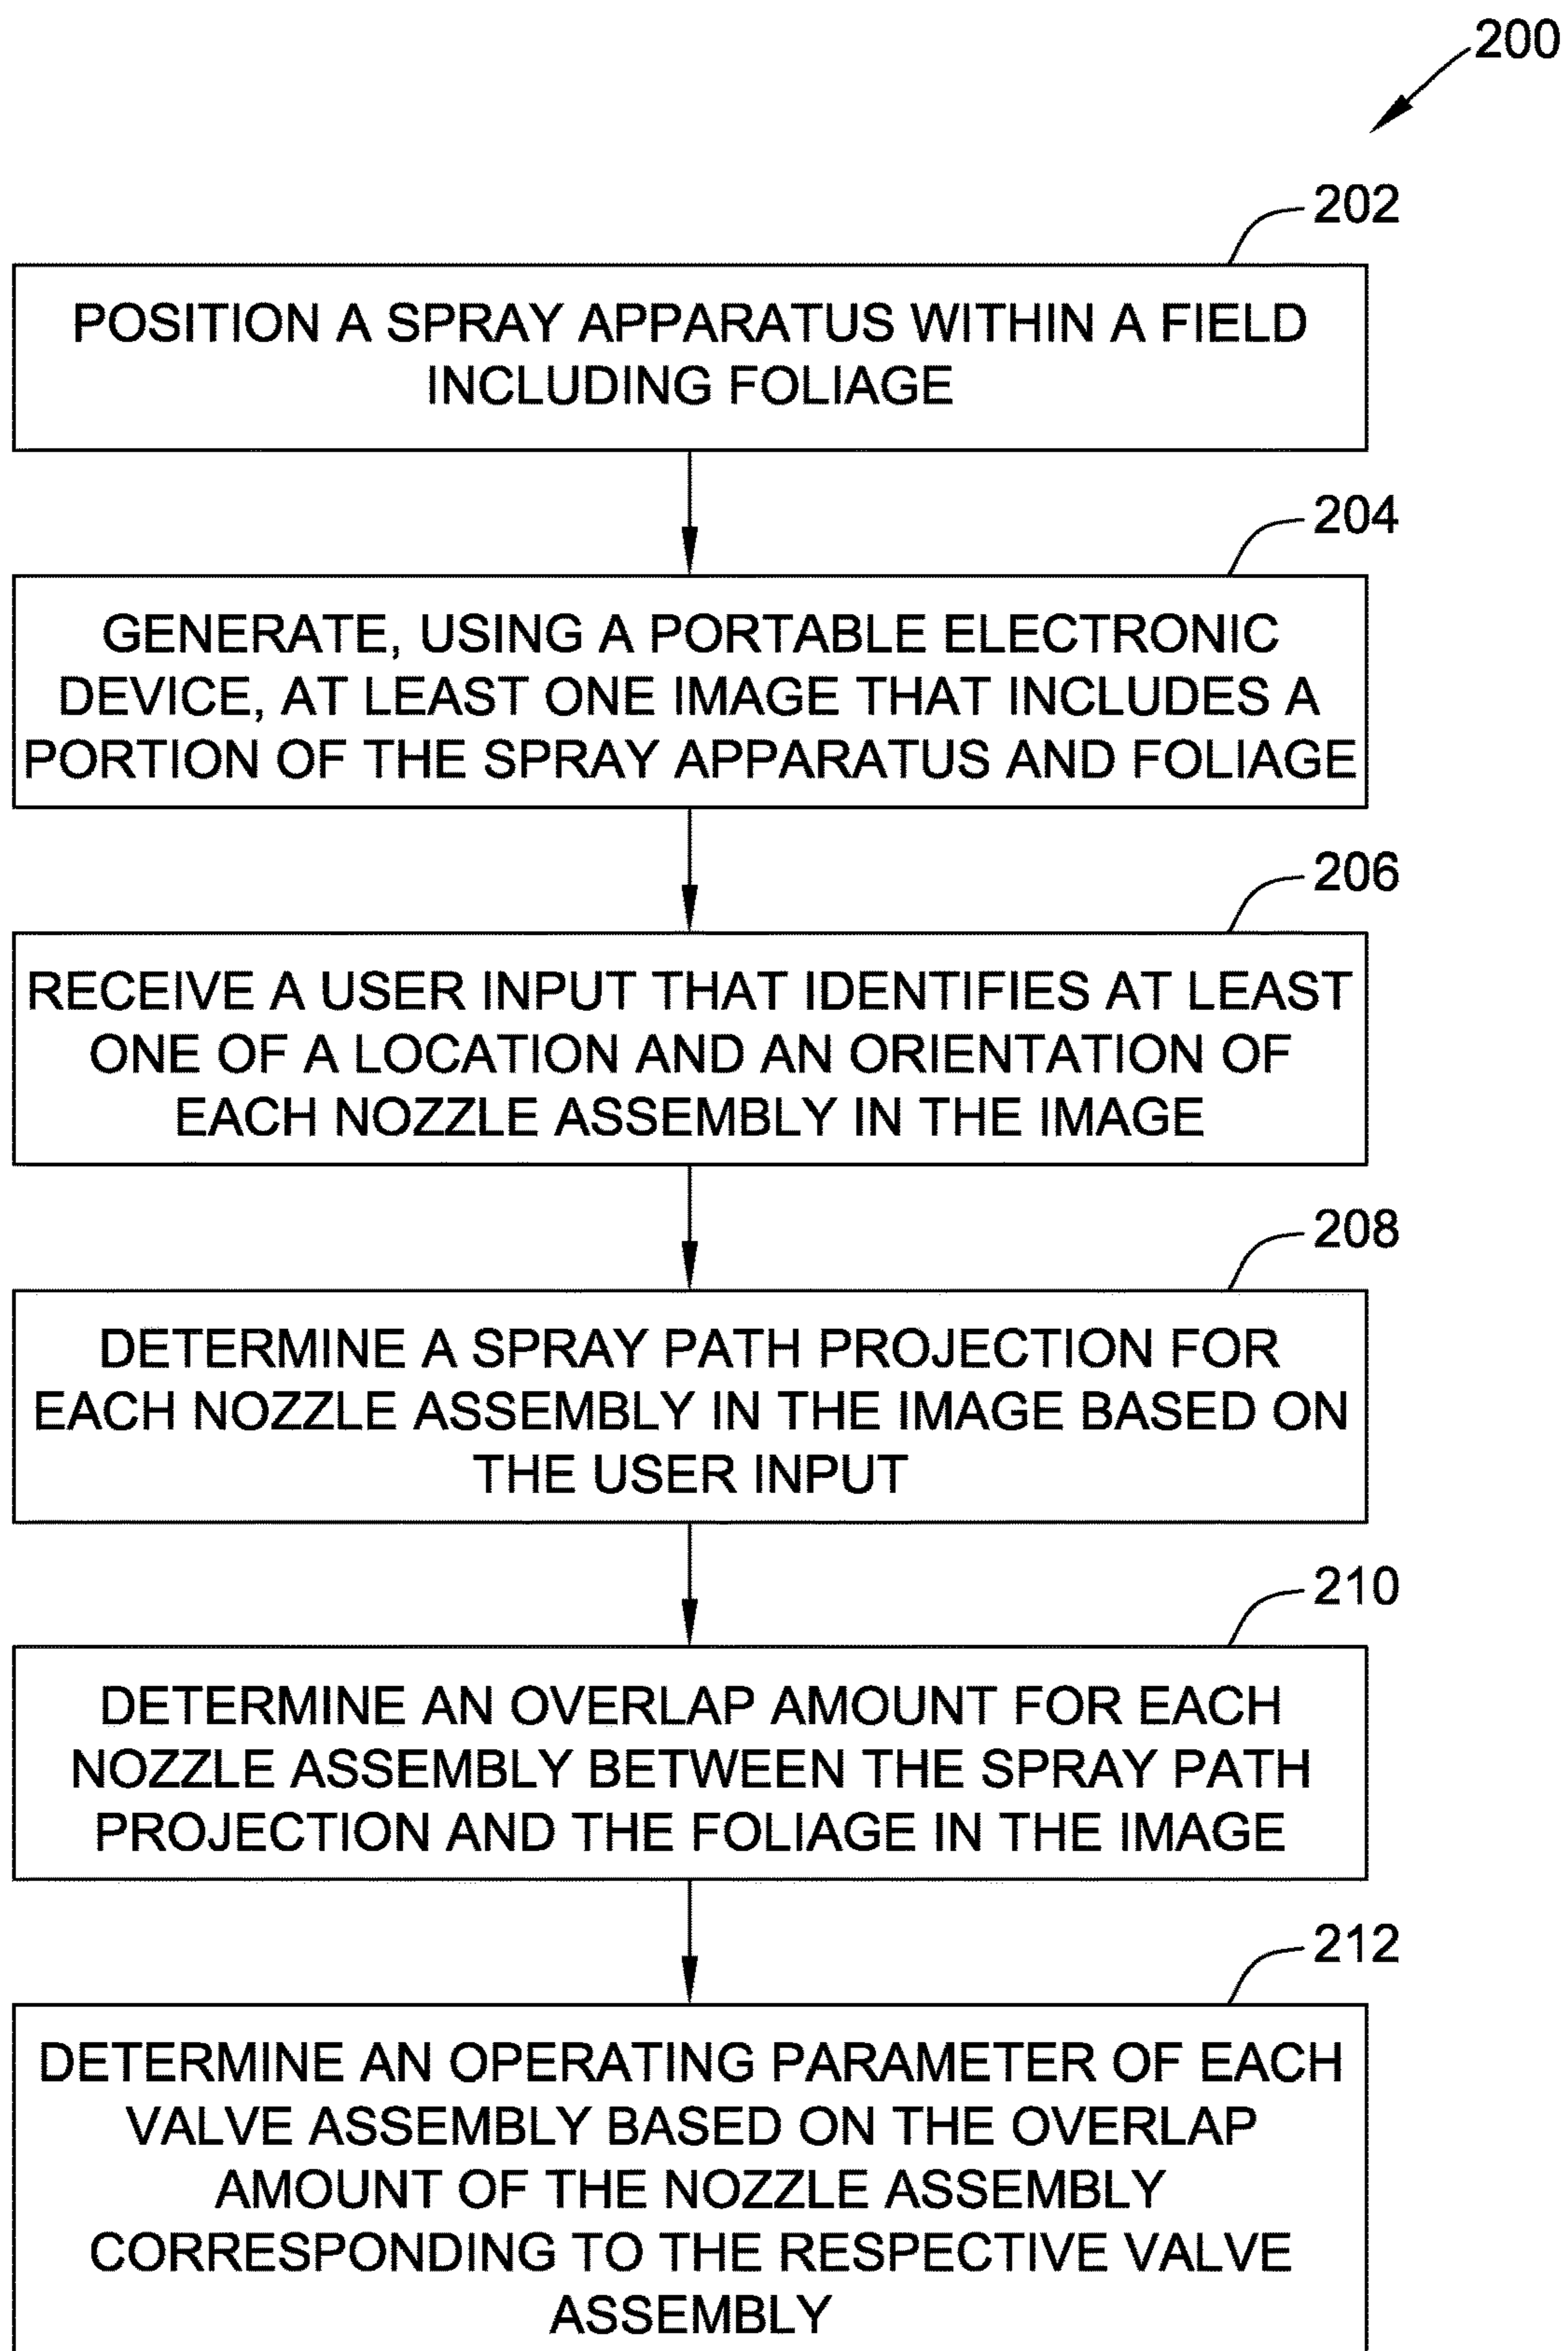 200
202
POSITION A SPRAY APPARATUS WITHIN A FIELD
INCLUDING FOLIAGE
204
GENERATE, USING A PORTABLE ELECTRONIC
DEVICE, AT LEAST ONE IMAGE THAT INCLUDES A
PORTION OF THE SPRAY APPARATUS AND FOLIAGE
206
RECEIVE A USER INPUT THAT IDENTIFIES AT LEAST
ONE OF A LOCATION AND AN ORIENTATION OF
EACH NOZZLE ASSEMBLY IN THE IMAGE
208
DETERMINE A SPRAY PATH PROJECTION FOR
EACH NOZZLE ASSEMBLY IN THE IMAGE BASED ON
THE USER INPUT
210
DETERMINE AN OVERLAP AMOUNT FOR EACH
NOZZLE ASSEMBLY BETWEEN THE SPRAY PATH
PROJECTION AND THE FOLIAGE IN THE IMAGE
212
DETERMINE AN OPERATING PARAMETER OF EACH
VALVE ASSEMBLY BASED ON THE OVERLAP
AMOUNT OF THE NOZZLE ASSEMBLY
CORRESPONDING TO THE RESPECTIVE VALVE
ASSEMBLY